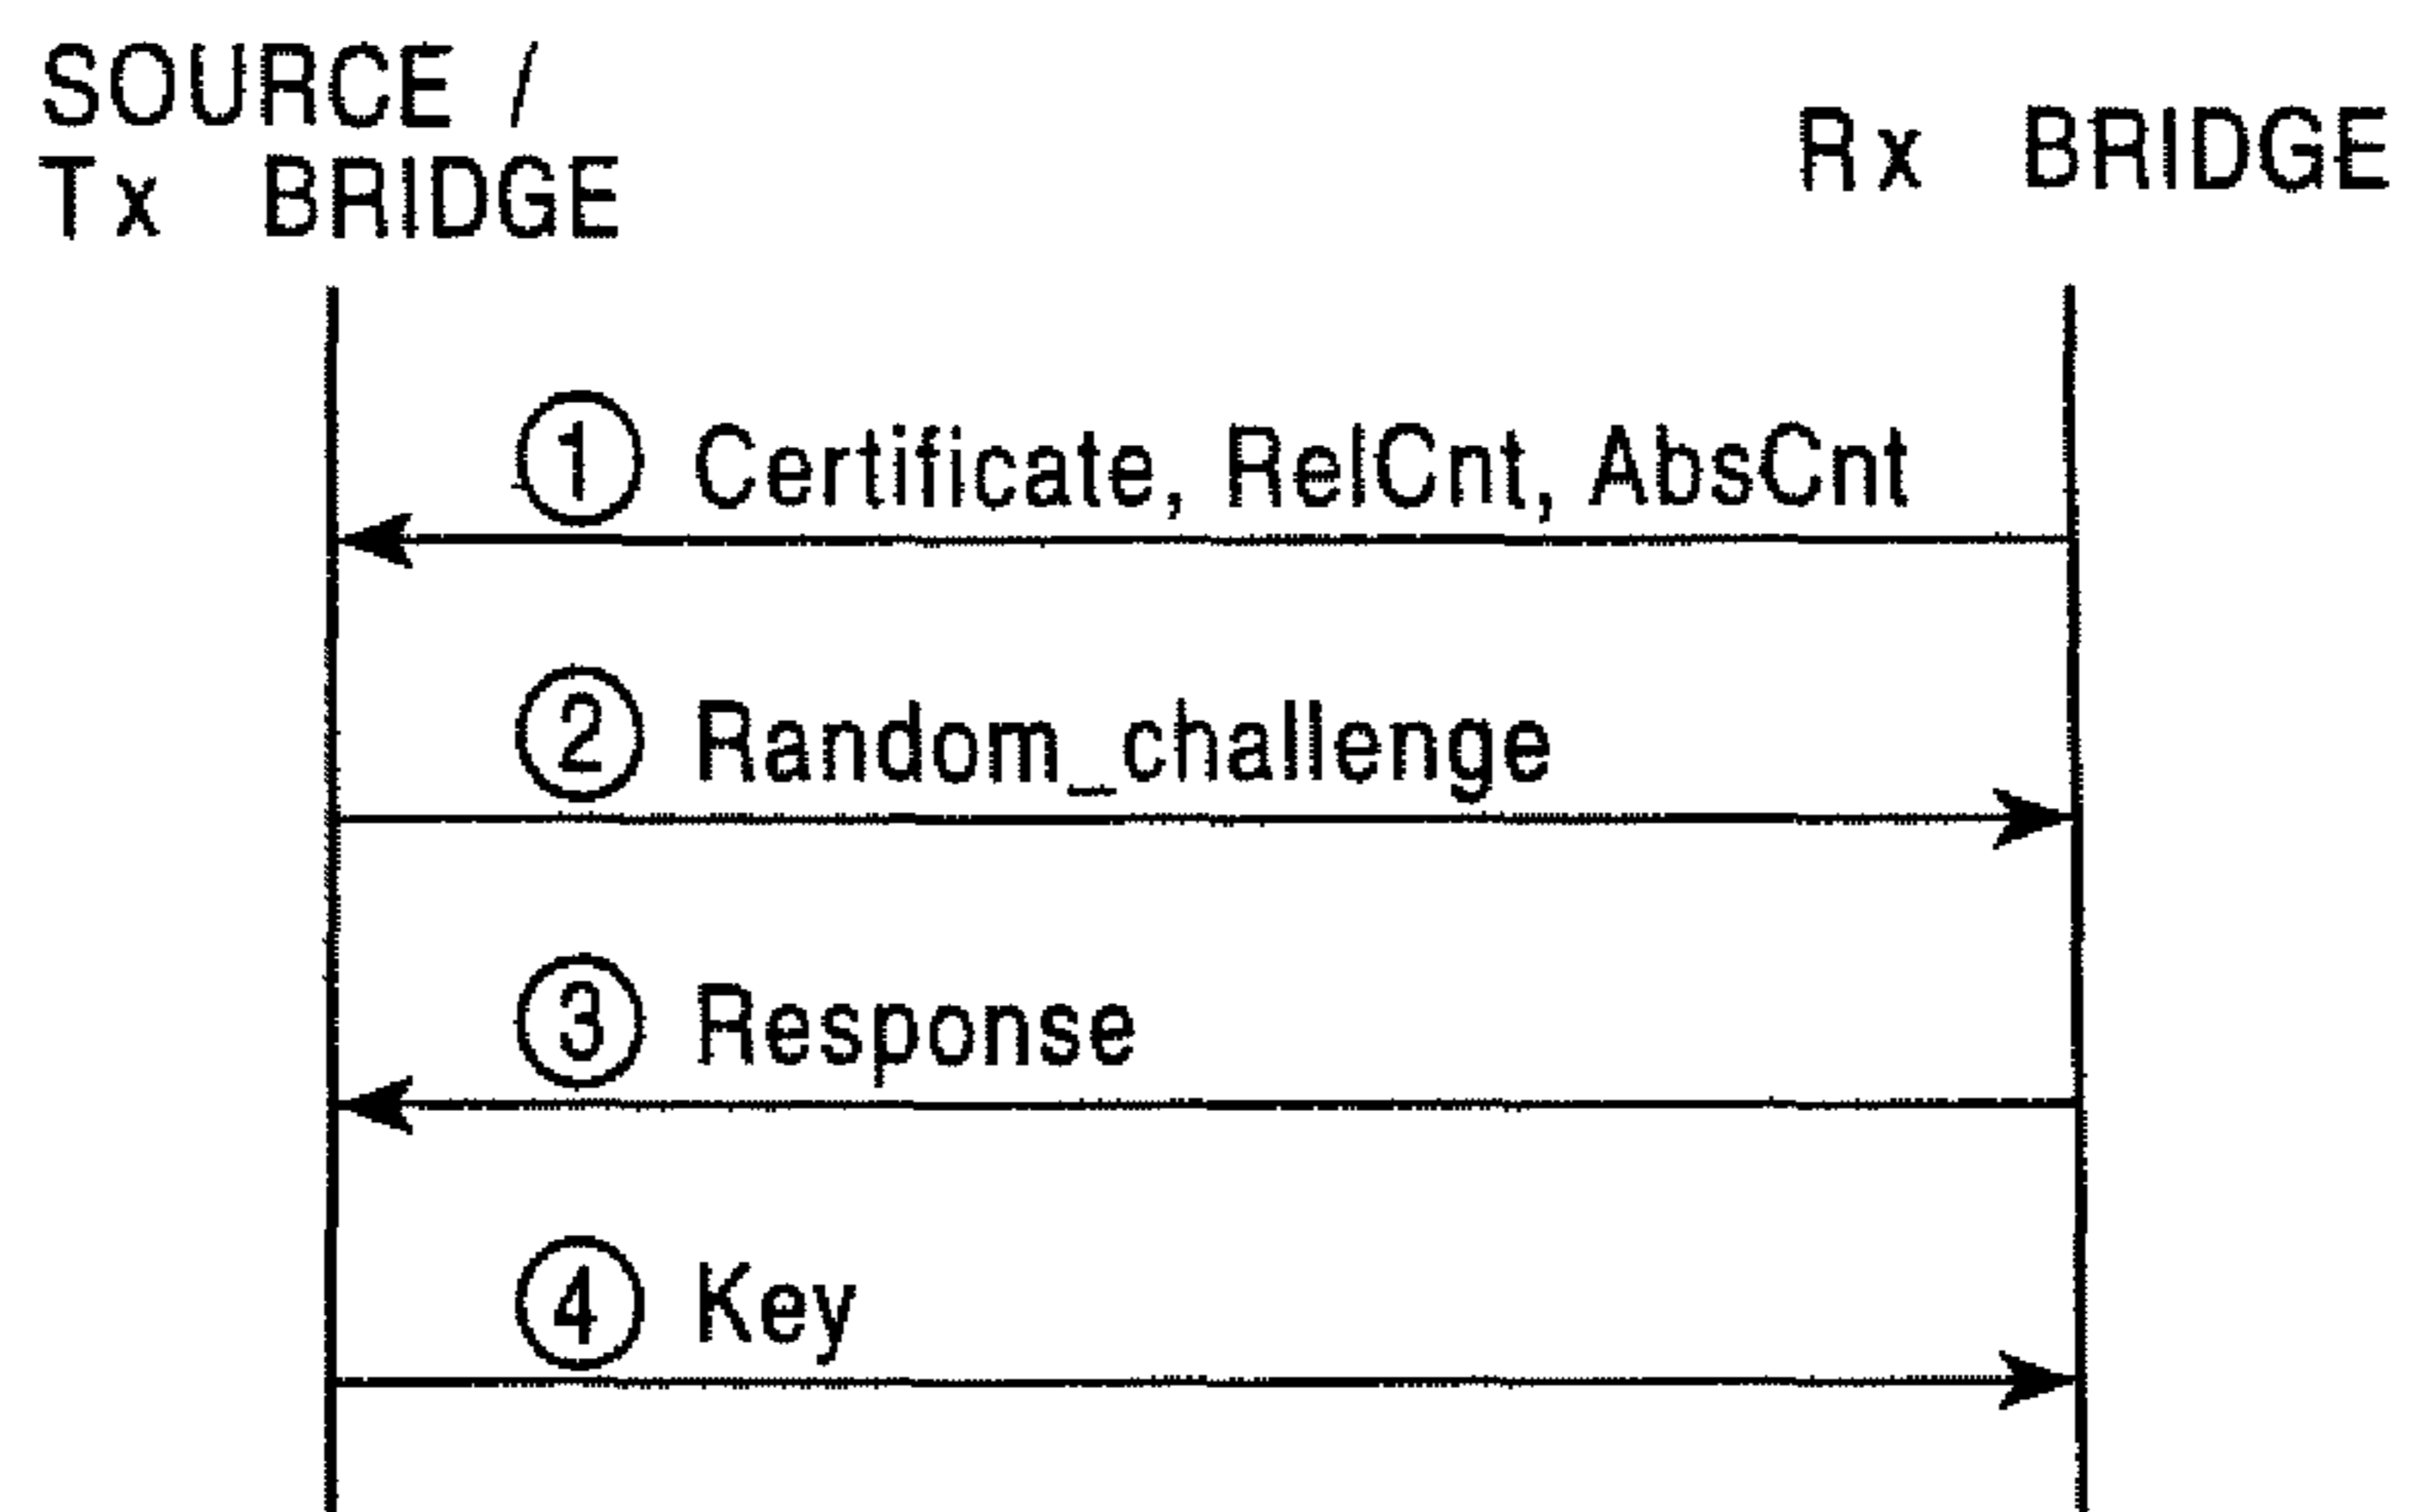 SOURCE /
Tx BRIDGE
Rx BRIDGE
① Certificate, RelCnt, AbsCnt
② Random_challenge
③ Response
④ Key